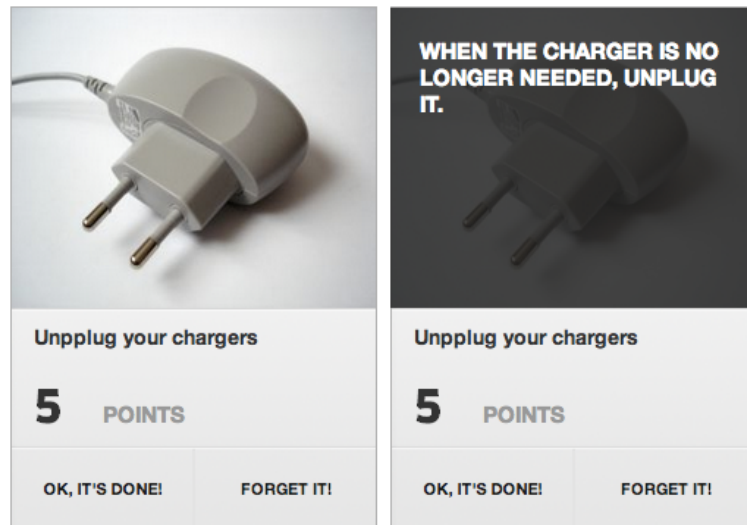 WHEN THE CHARGER IS NO
LONGER NEEDED, UNPLUG
IT.
Unpplug your chargers
5 POINTS
OK, IT'S DONE! FORGET IT!
Unpplug your chargers
5 POINTS
OK, IT'S DONE! FORGET IT!